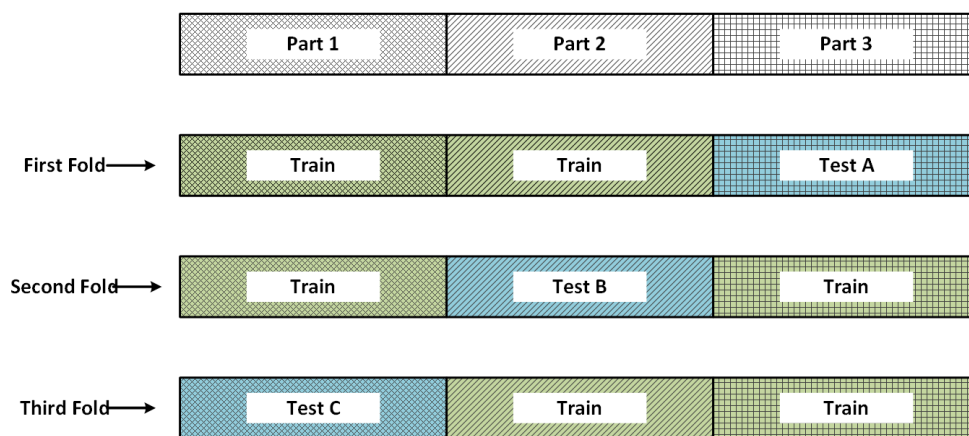 Part 1 Part 2 Part 3
First Fold Train Train Test A
Second Fold Train Test B Train
Third Fold Test C Train Train